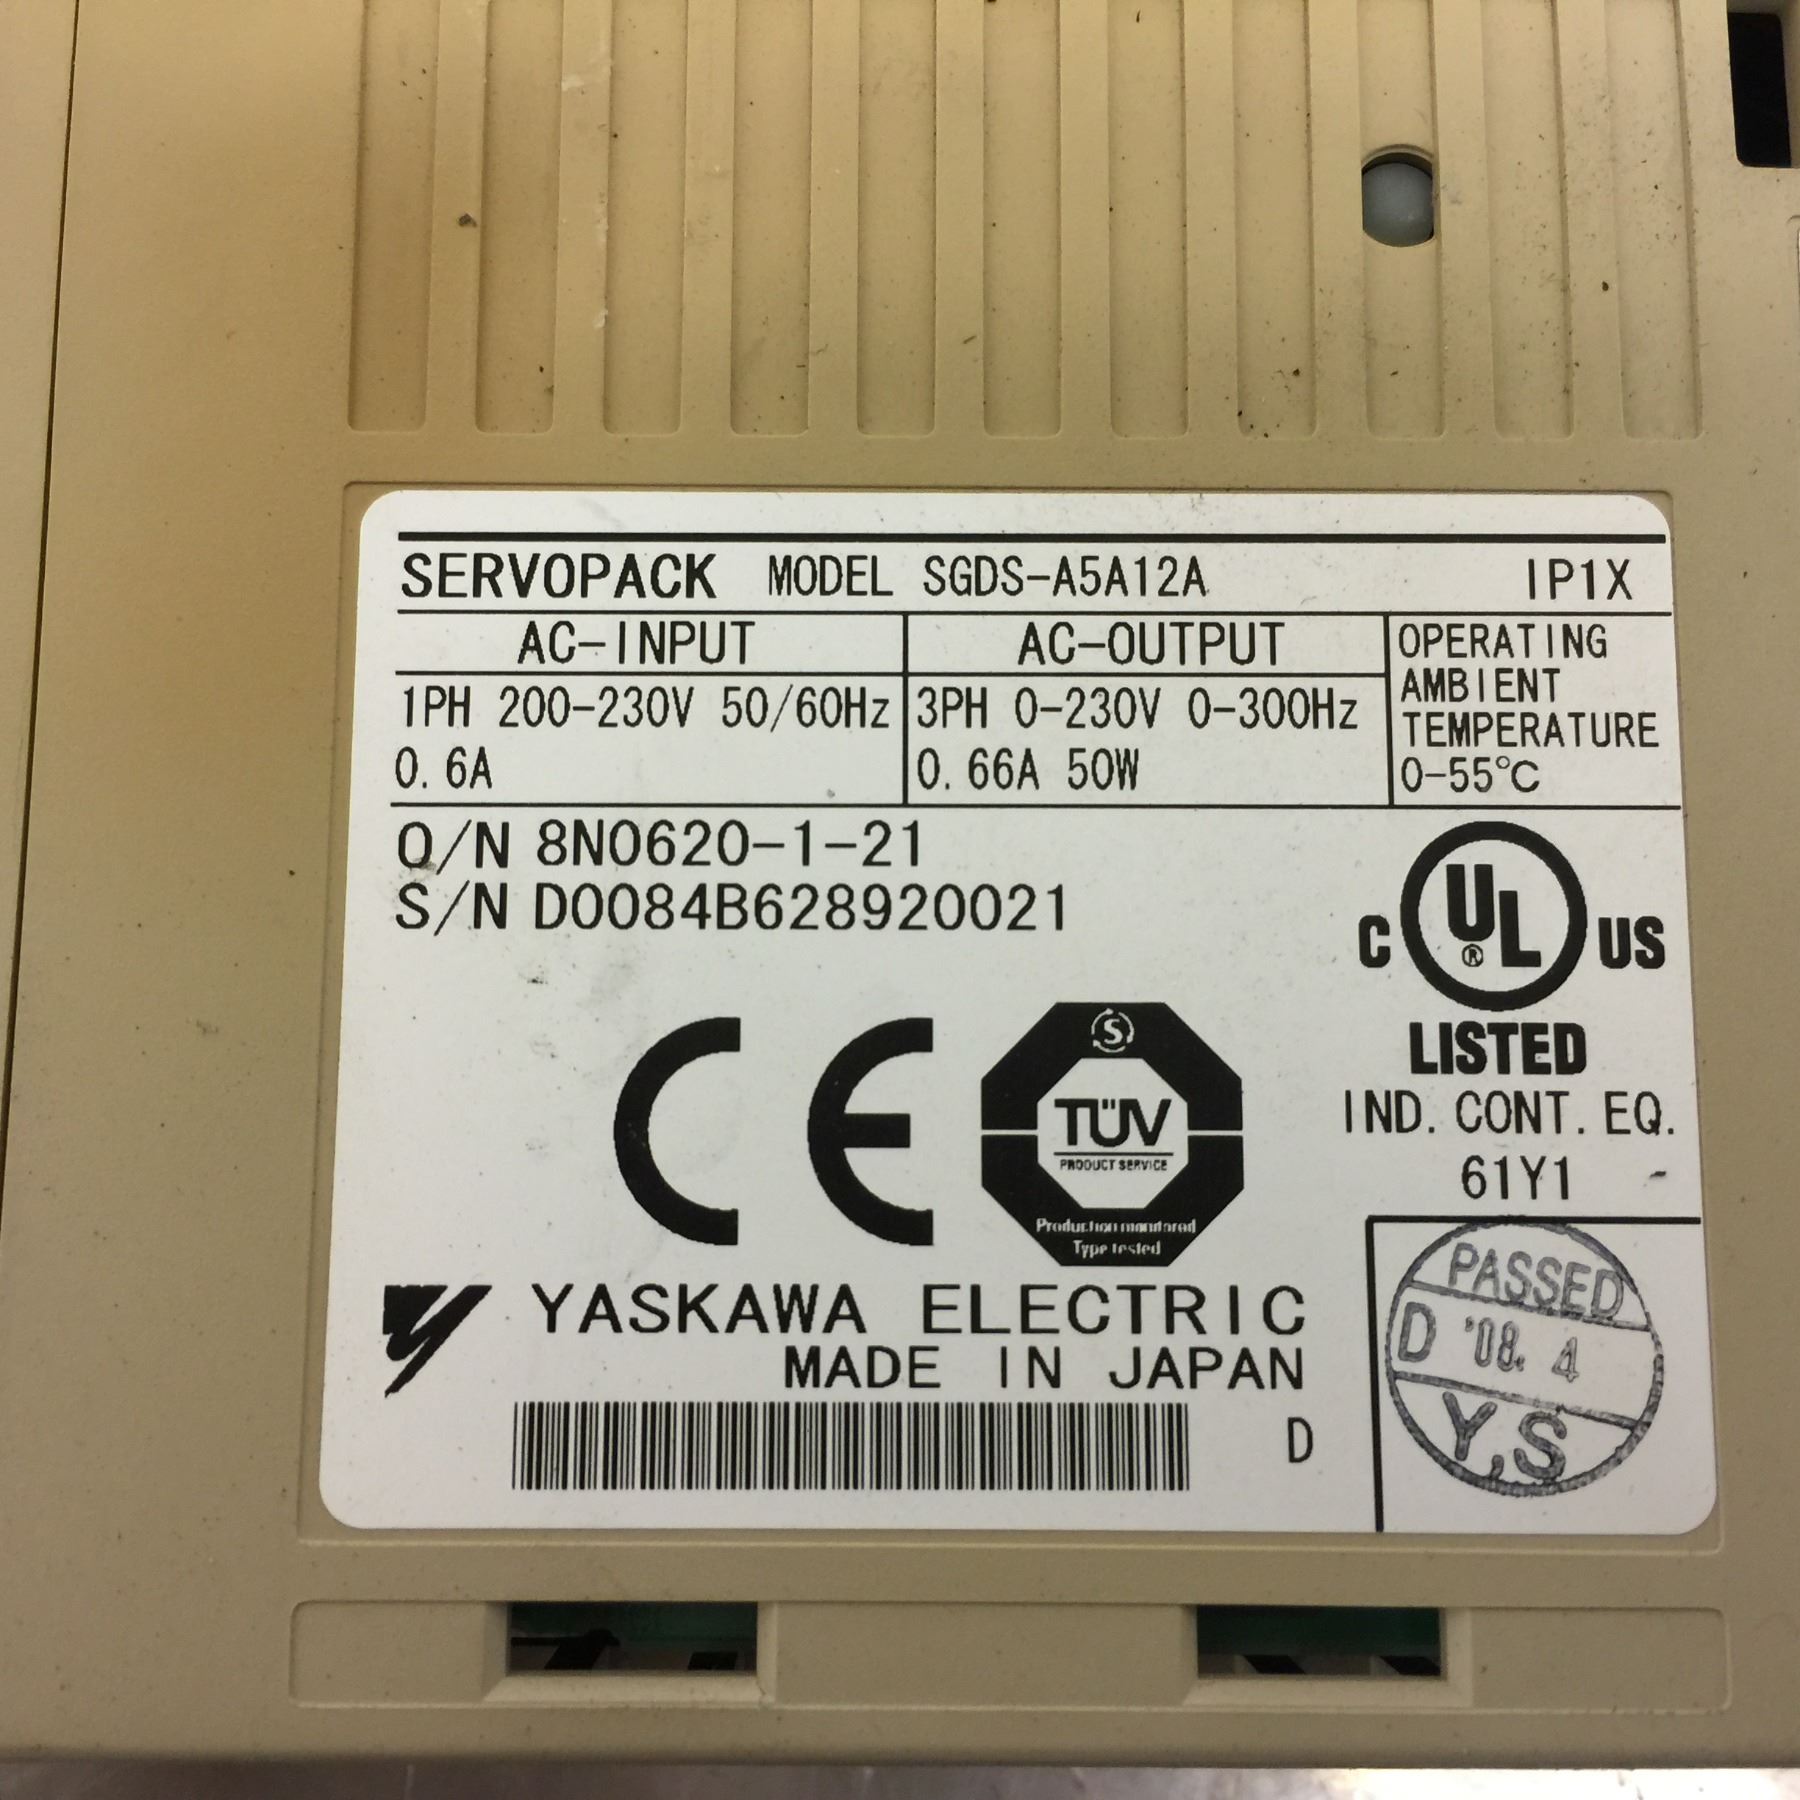 SERVOPACK MODEL SGDS-A5A12A IP1X
AC-INPUT
1PH 200-230V 50/60Hz
0.6A
AC-OUTPUT
3PH 0-230V 0-300Hz
0.66A 50W
OPERATING
AMBIENT
TEMPERATURE
0-55°C
O/N 8N0620-1-21
S/N D0084B628920021
C UL® US
LISTED
IND. CONT. EQ.
61Y1
CE
S
TÜV
PRODUCT SERVICE
Production monitored
Type tested
YASKAWA ELECTRIC
MADE IN JAPAN
D
PASSED
D '08. 4
Y,S